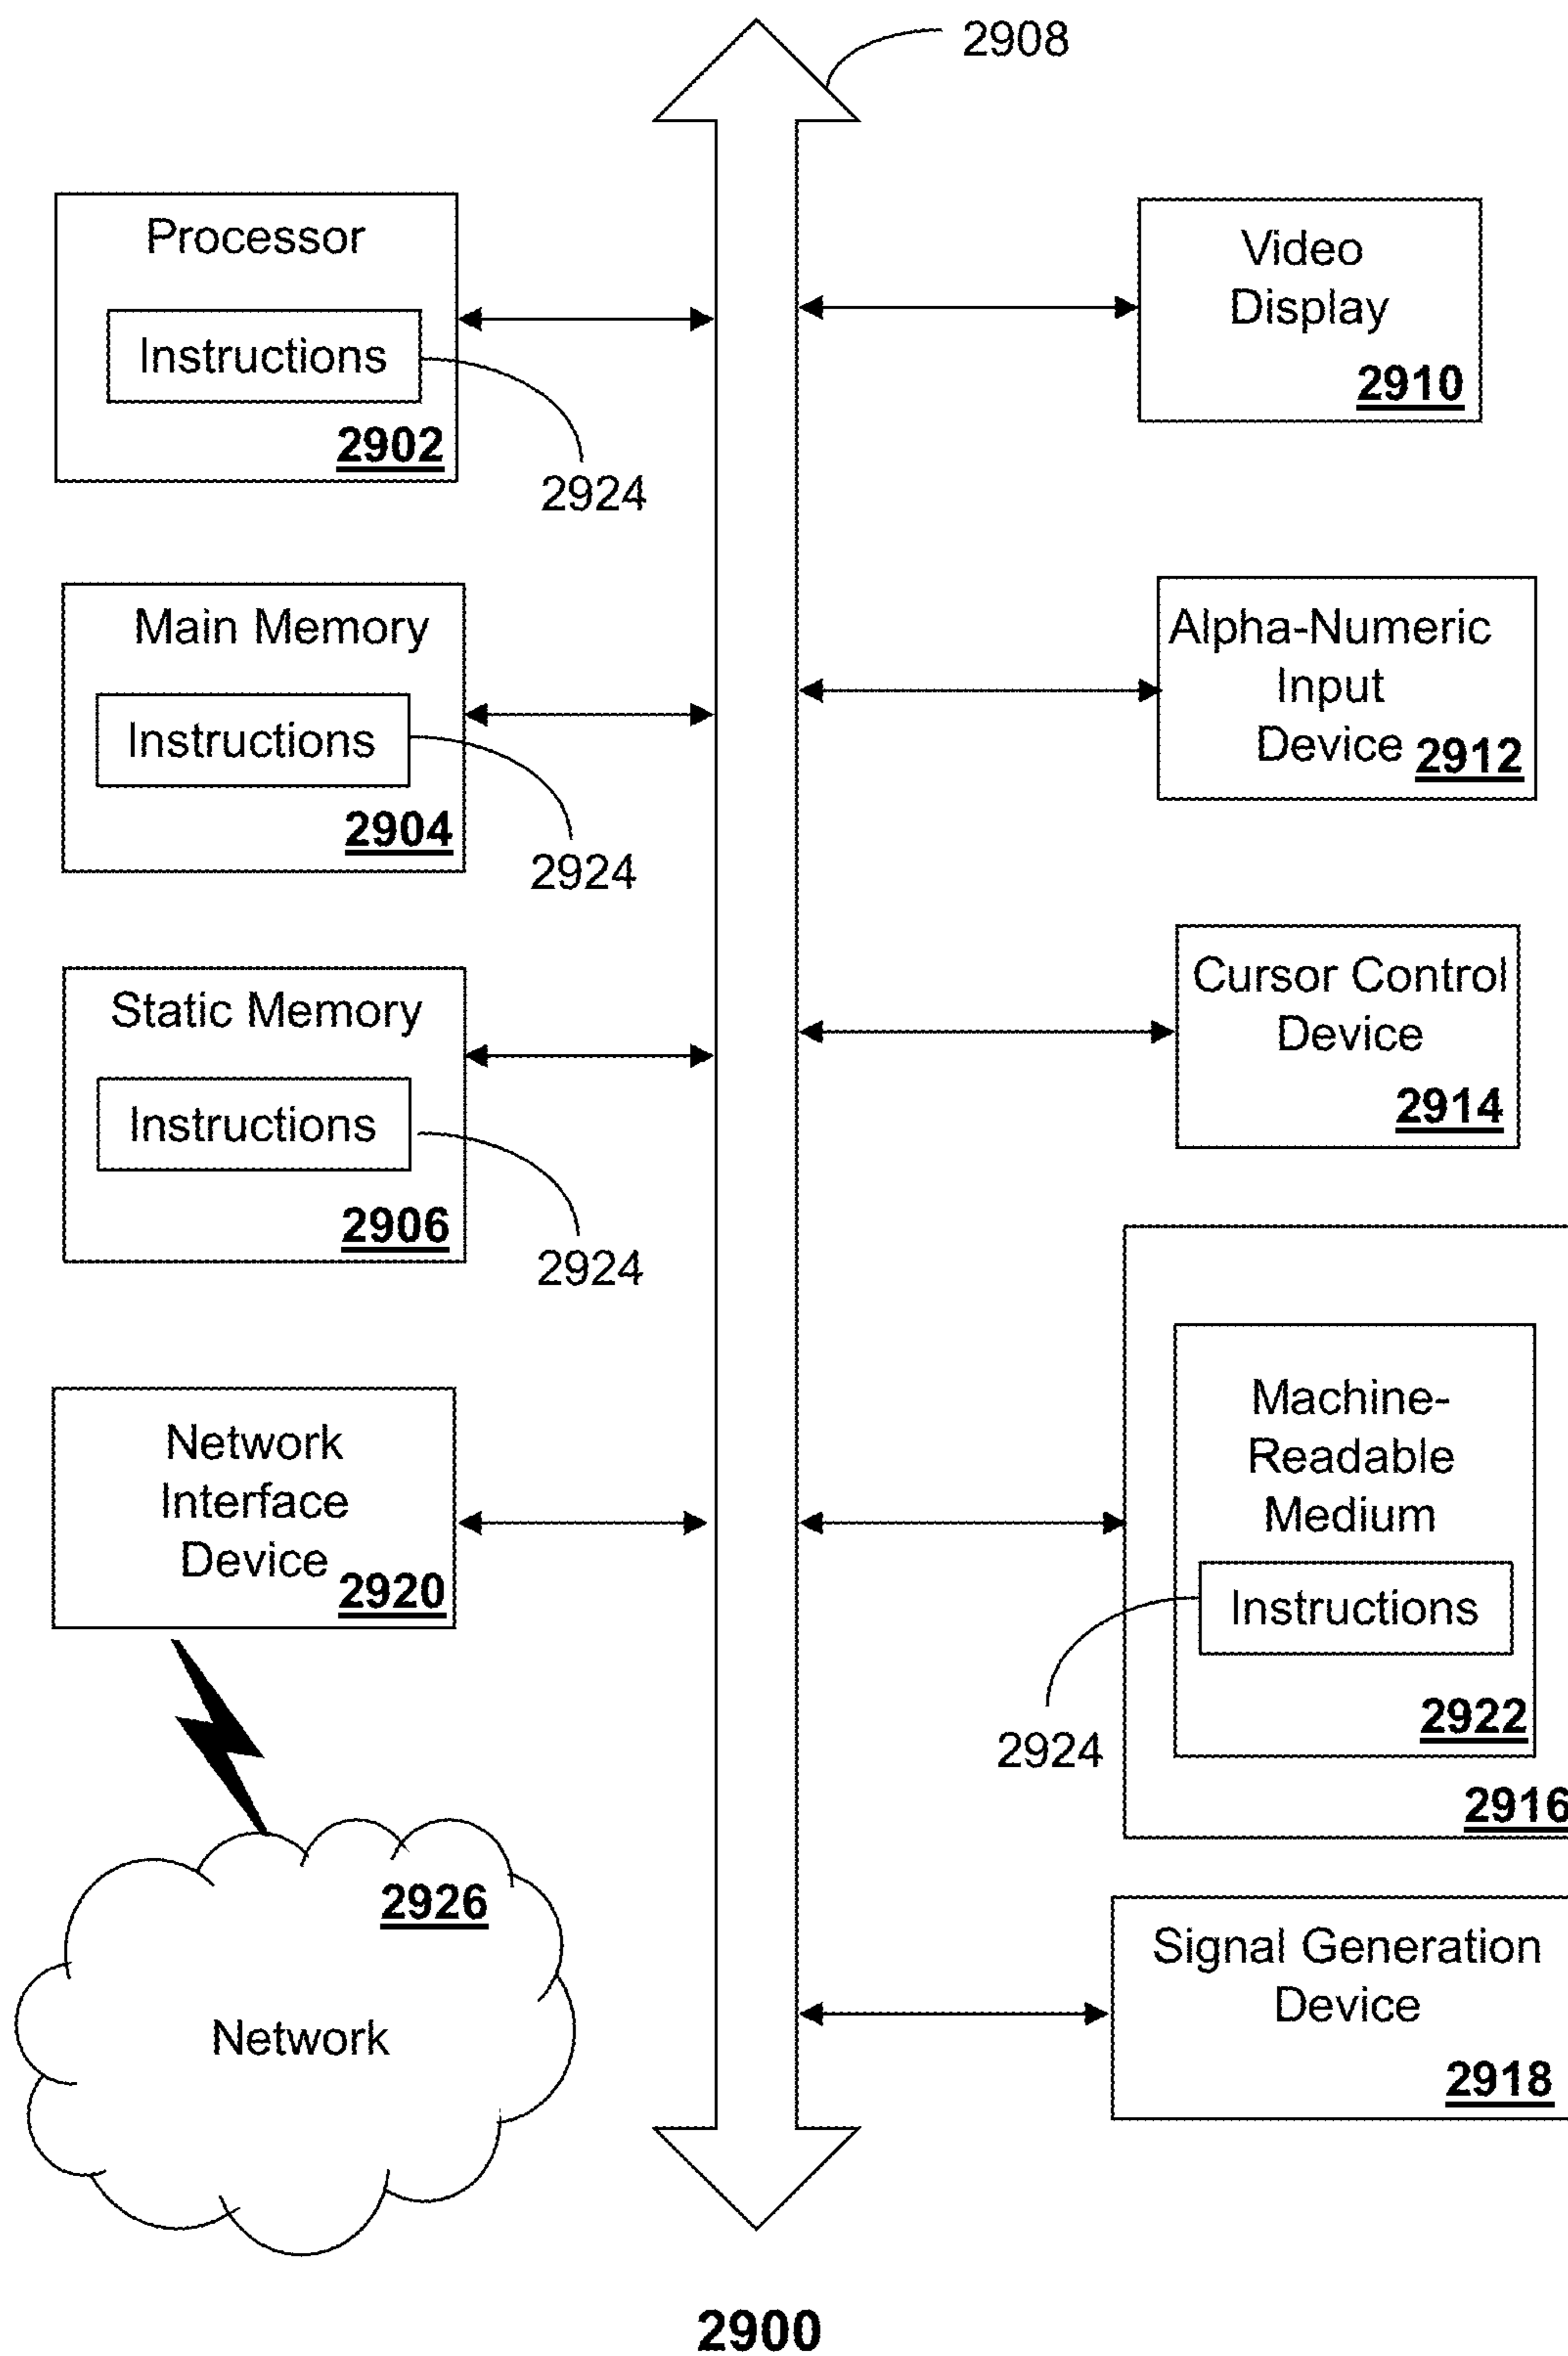 2908
Processor
Instructions
2902
2924
Main Memory
Instructions
2904
2924
Static Memory
Instructions
2906
2924
Network
Interface
Device
2920
2926
Network
Video
Display
2910
Alpha-Numeric
Input
Device 2912
Cursor Control
Device
2914
Machine-
Readable
Medium
Instructions
2922
2924
2916
Signal Generation
Device
2918
2900